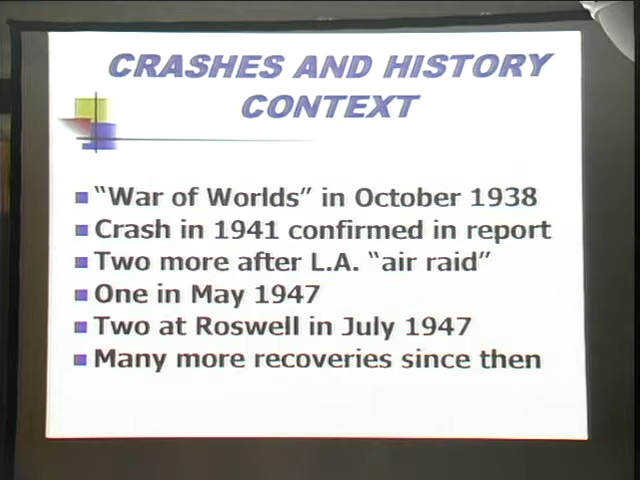 CRASHES AND HISTORY
CONTEXT
“War of Worlds” in October 1938
Crash in 1941 confirmed in report
Two more after L.A. “air raid”
One in May 1947
Two at Roswell in July 1947
Many more recoveries since then